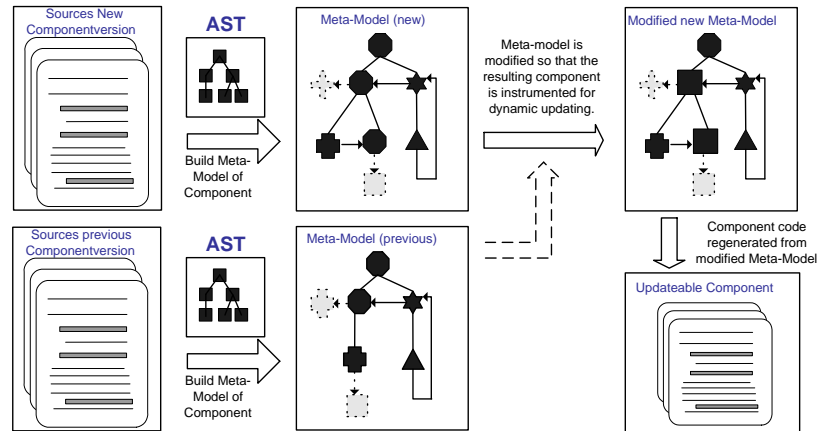 Sources New
Componentversion
AST
Build Meta-
Model of
Component
Meta-Model (new)
Meta-model is
modified so that the
resulting component
is instrumented for
dynamic updating.
Modified new Meta-Model
Sources previous
Componentversion
AST
Build Meta-
Model of
Component
Meta-Model (previous)
Component code
regenerated from
modified Meta-Model
Updateable Component